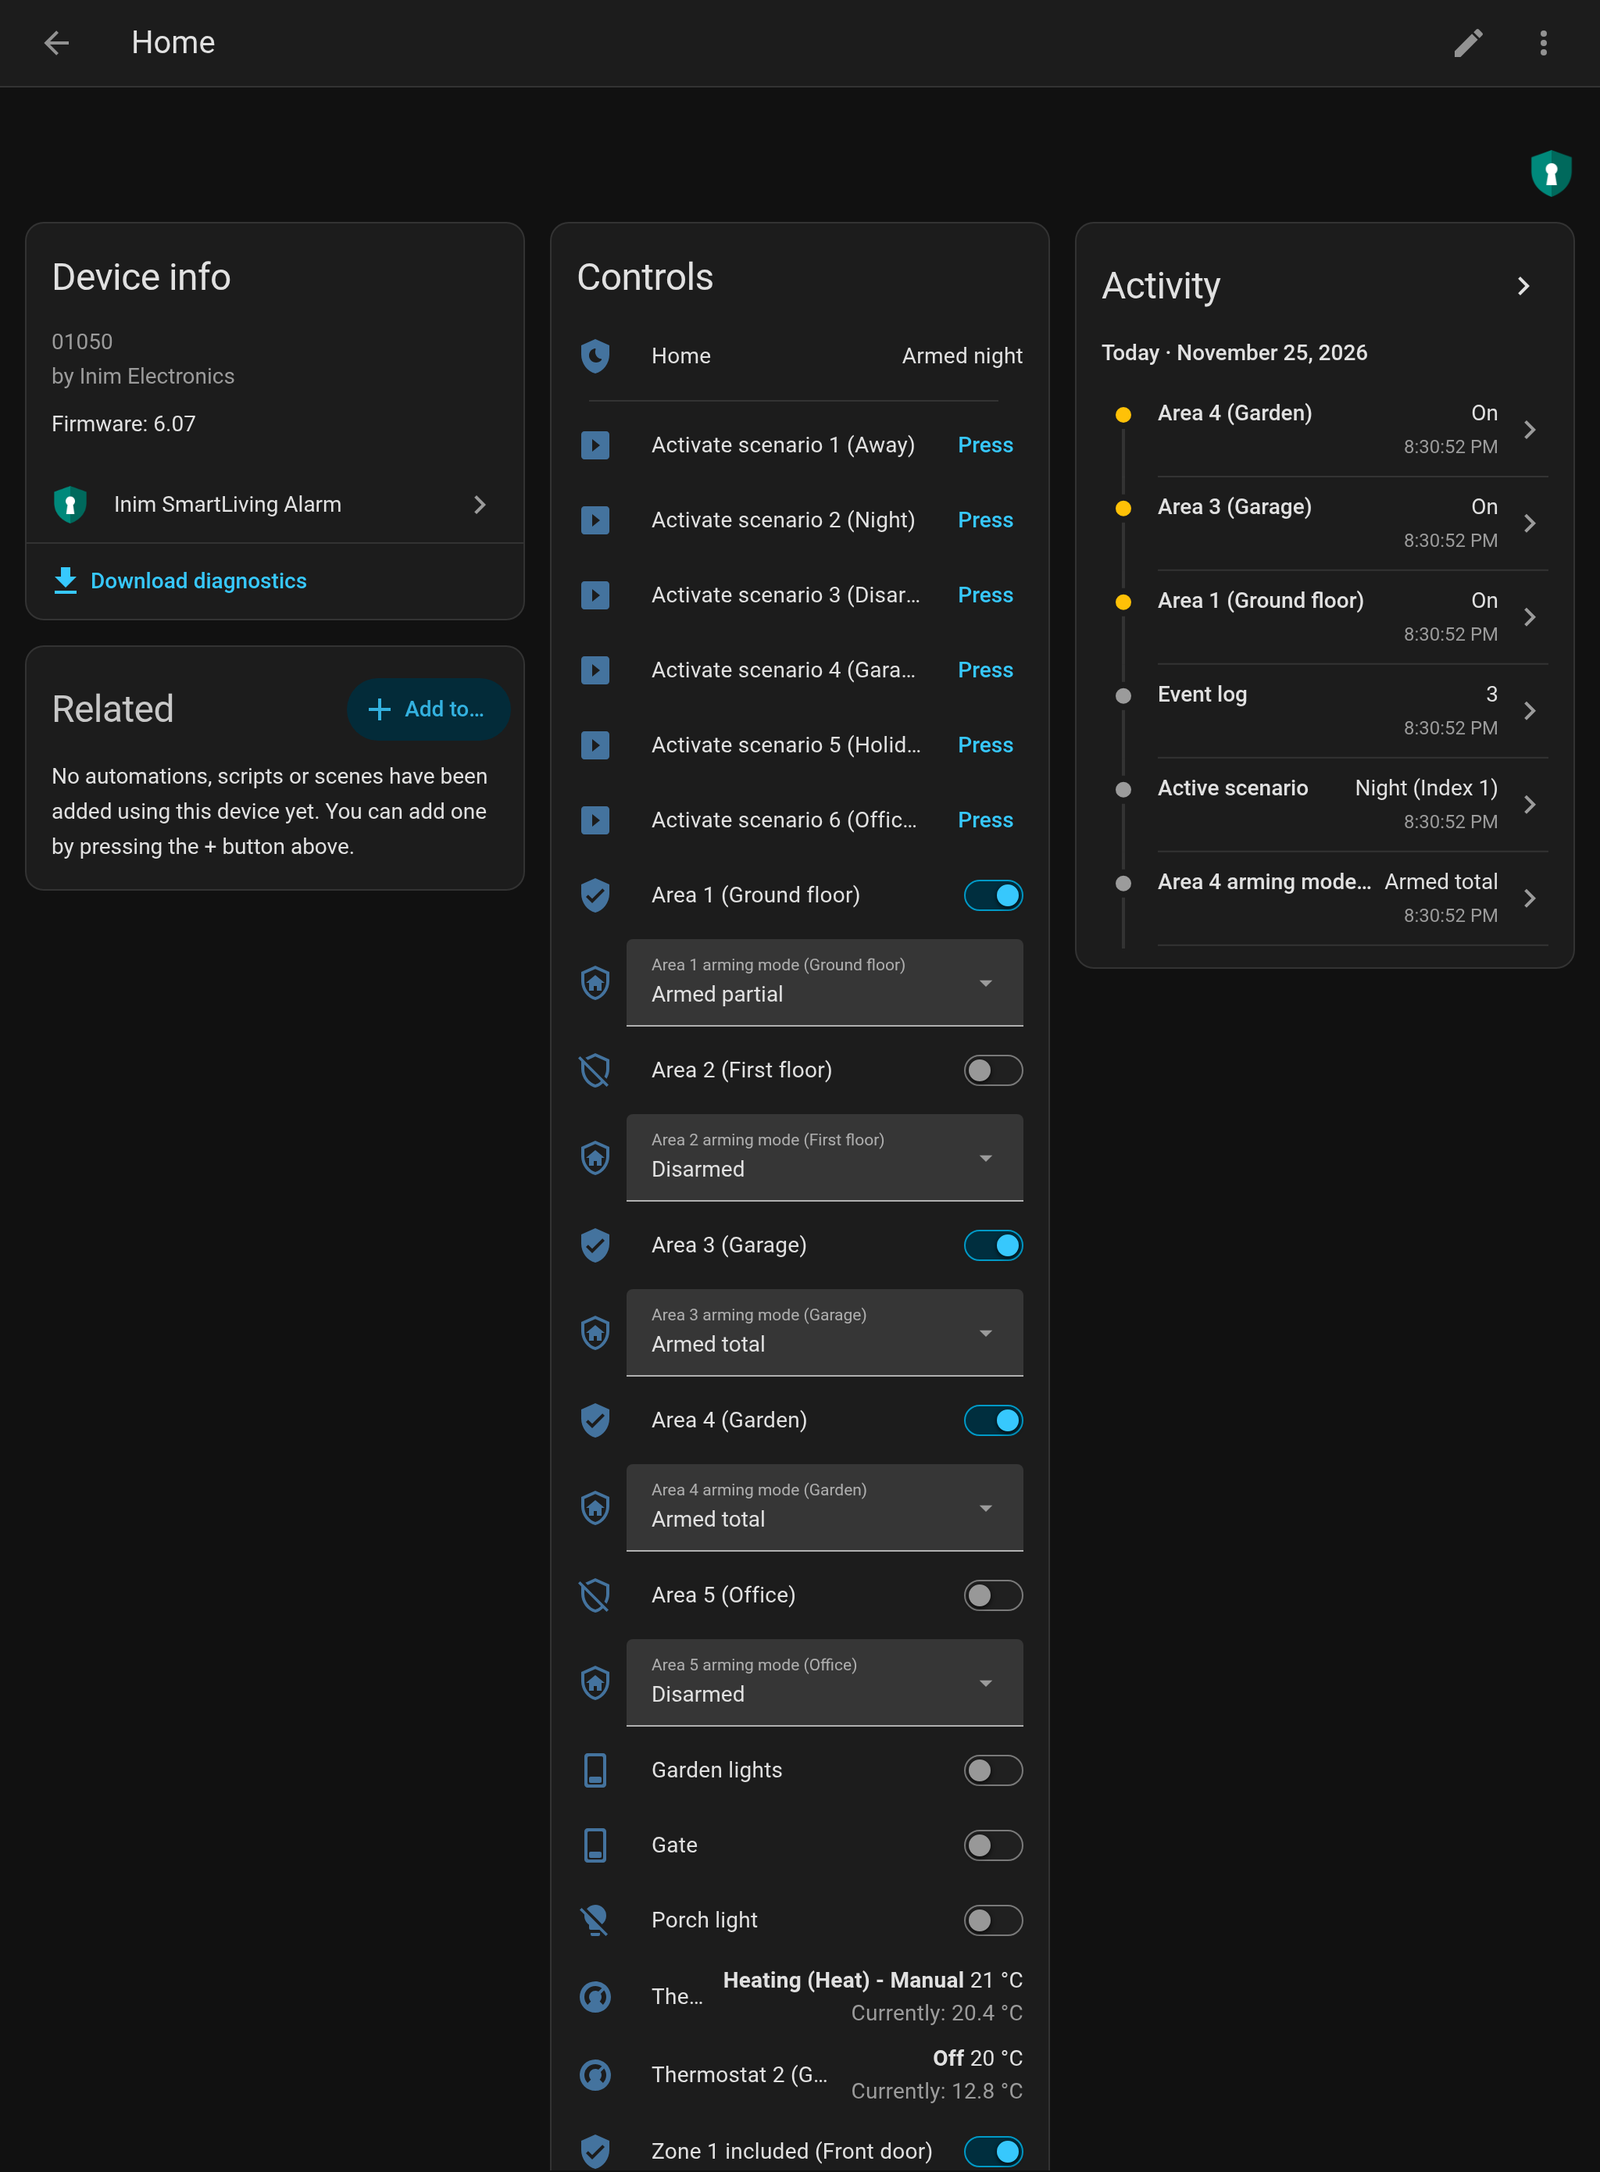 Home
Device info
01050
by Inim Electronics
Firmware: 6.07
Inim SmartLiving Alarm
Download diagnostics
Related
Add to...
No automations, scripts or scenes have been
added using this device yet. You can add one
by pressing the + button above.
Controls
Home Armed night
Activate scenario 1 (Away) Press
Activate scenario 2 (Night) Press
Activate scenario 3 (Disar... Press
Activate scenario 4 (Gara... Press
Activate scenario 5 (Holid... Press
Activate scenario 6 (Offic... Press
Area 1 (Ground floor)
Area 1 arming mode (Ground floor)
Armed partial
Area 2 (First floor)
Area 2 arming mode (First floor)
Disarmed
Area 3 (Garage)
Area 3 arming mode (Garage)
Armed total
Area 4 (Garden)
Area 4 arming mode (Garden)
Armed total
Area 5 (Office)
Area 5 arming mode (Office)
Disarmed
Garden lights
Gate
Porch light
The... Heating (Heat) - Manual 21 °C
Currently: 20.4 °C
Thermostat 2 (G... Off 20 °C
Currently: 12.8 °C
Zone 1 included (Front door)
Activity
Today · November 25, 2026
Area 4 (Garden) On
8:30:52 PM
Area 3 (Garage) On
8:30:52 PM
Area 1 (Ground floor) On
8:30:52 PM
Event log 3
8:30:52 PM
Active scenario Night (Index 1)
8:30:52 PM
Area 4 arming mode... Armed total
8:30:52 PM